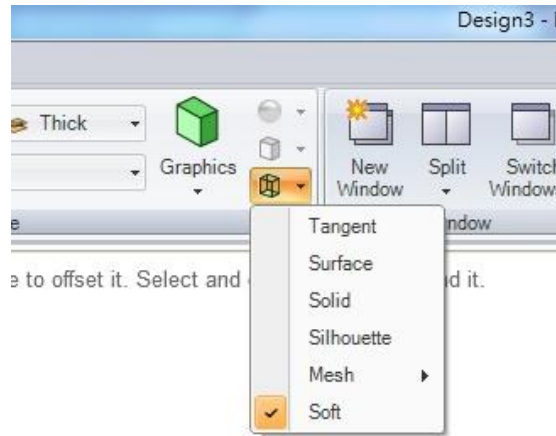 Design3 -
Thick
Graphics
New
Window
Split
Switch
Window
ndow
e
Tangent
e to offset it. Select and
d it.
Surface
Solid
Silhouette
Mesh
Soft